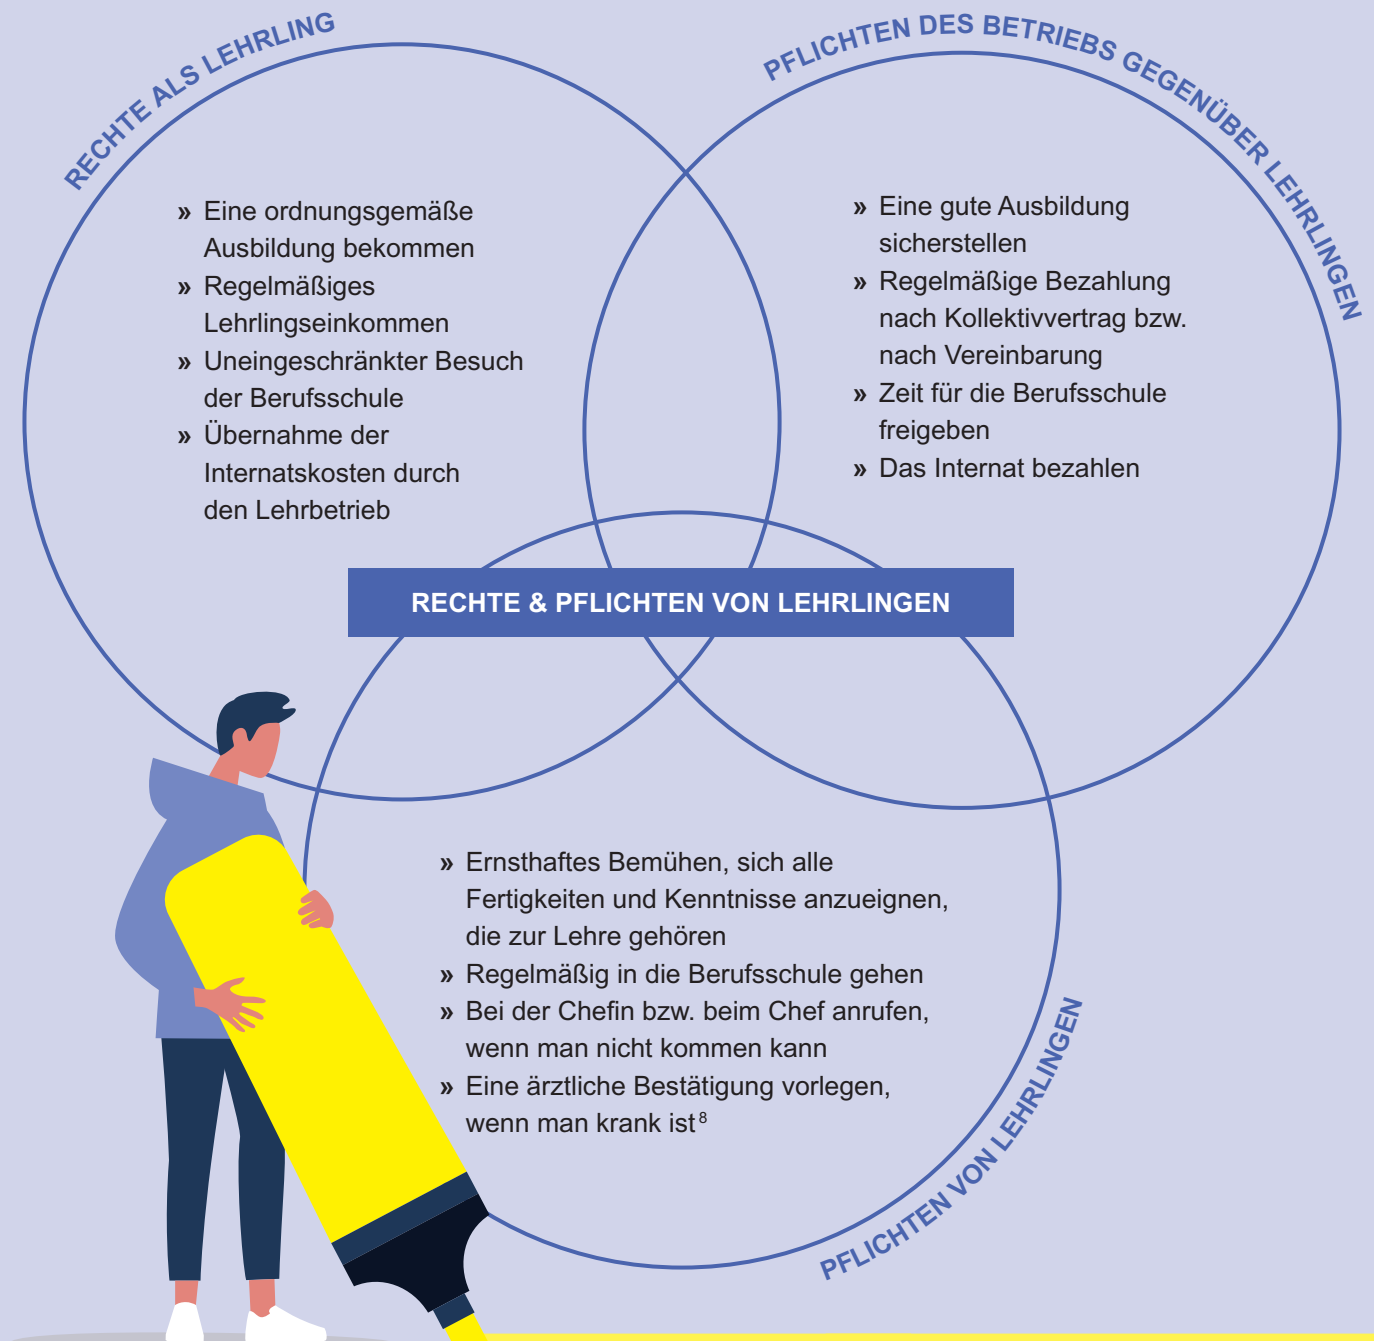 RECHTE ALS LEHRLING
» Eine ordnungsgemäße
Ausbildung bekommen
» Regelmäßiges
Lehrlingseinkommen
» Uneingeschränkter Besuch
der Berufsschule
» Übernahme der
Internatskosten durch
den Lehrbetrieb
PFLICHTEN DES BETRIEBS GEGENÜBER LEHRLINGEN
» Eine gute Ausbildung
sicherstellen
» Regelmäßige Bezahlung
nach Kollektivvertrag bzw.
nach Vereinbarung
» Zeit für die Berufsschule
freigeben
» Das Internat bezahlen
RECHTE & PFLICHTEN VON LEHRLINGEN
» Ernsthaftes Bemühen, sich alle
Fertigkeiten und Kenntnisse anzueignen,
die zur Lehre gehören
» Regelmäßig in die Berufsschule gehen
» Bei der Chefin bzw. beim Chef anrufen,
wenn man nicht kommen kann
» Eine ärztliche Bestätigung vorlegen,
wenn man krank ist⁸
PFLICHTEN VON LEHRLINGEN